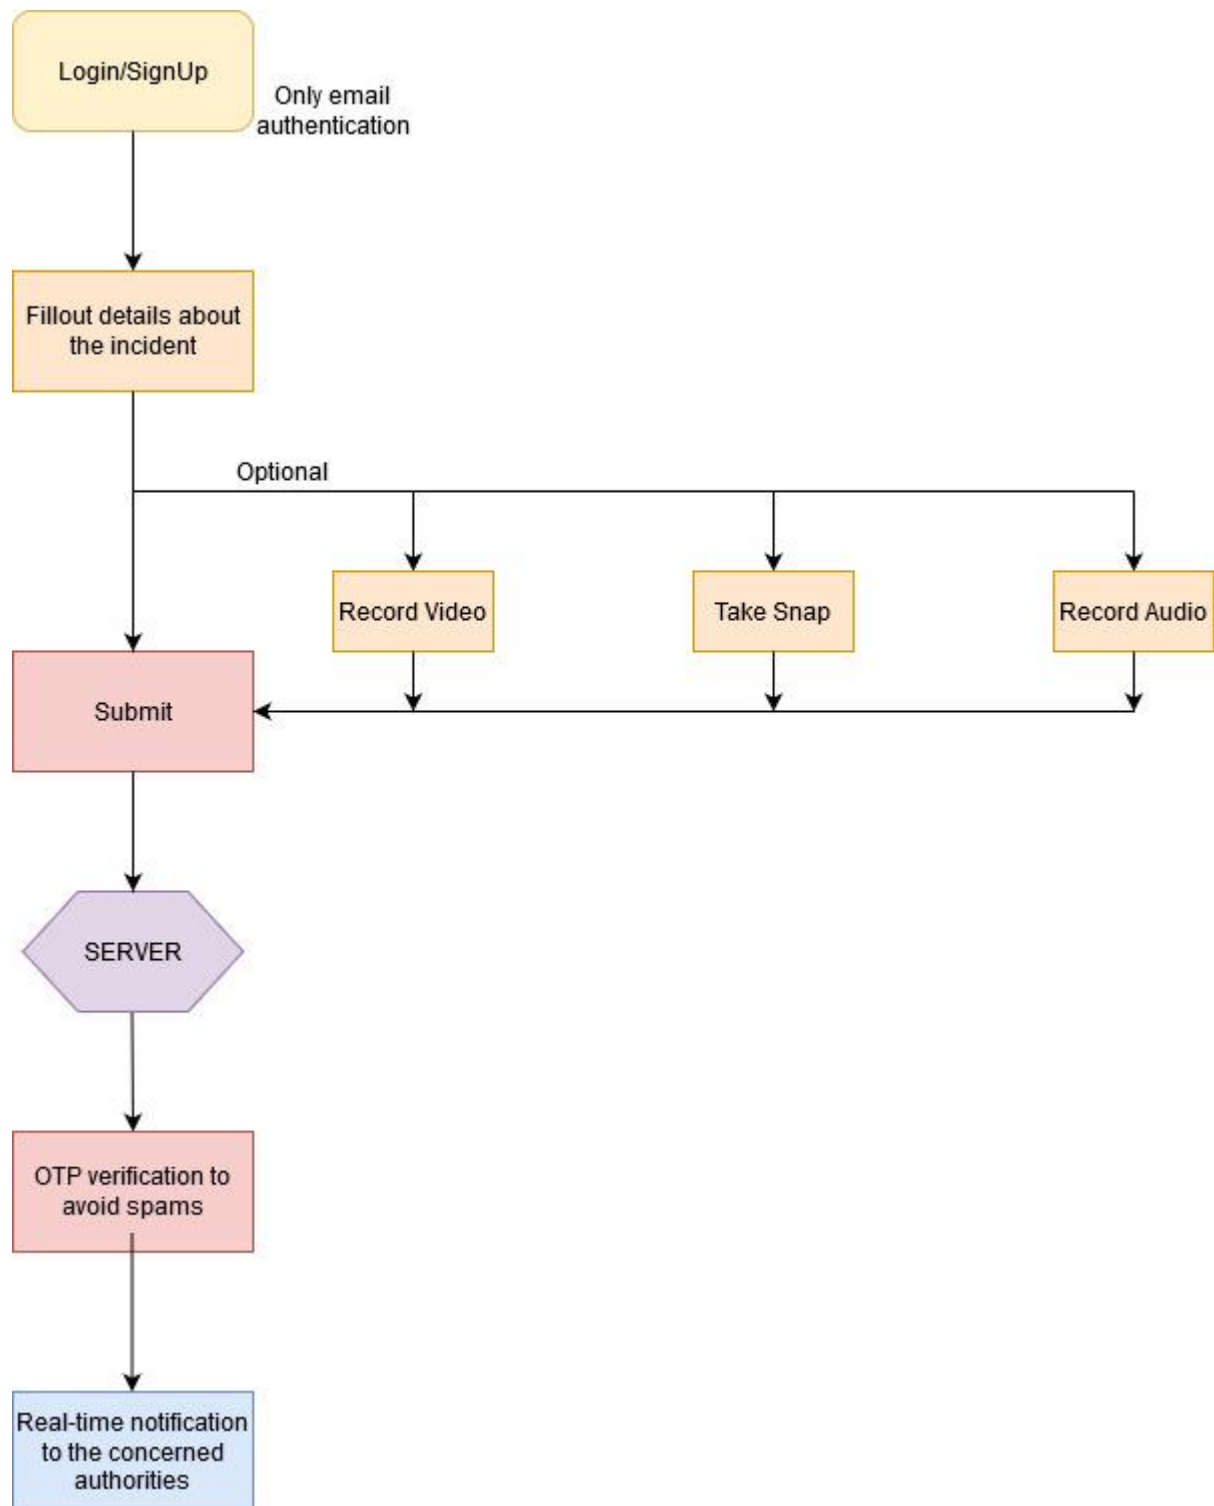 Login/SignUp
Only email
authentication
Fillout details about
the incident
Optional
Record Video
Take Snap
Record Audio
Submit
SERVER
OTP verification to
avoid spams
Real-time notification
to the concerned
authorities